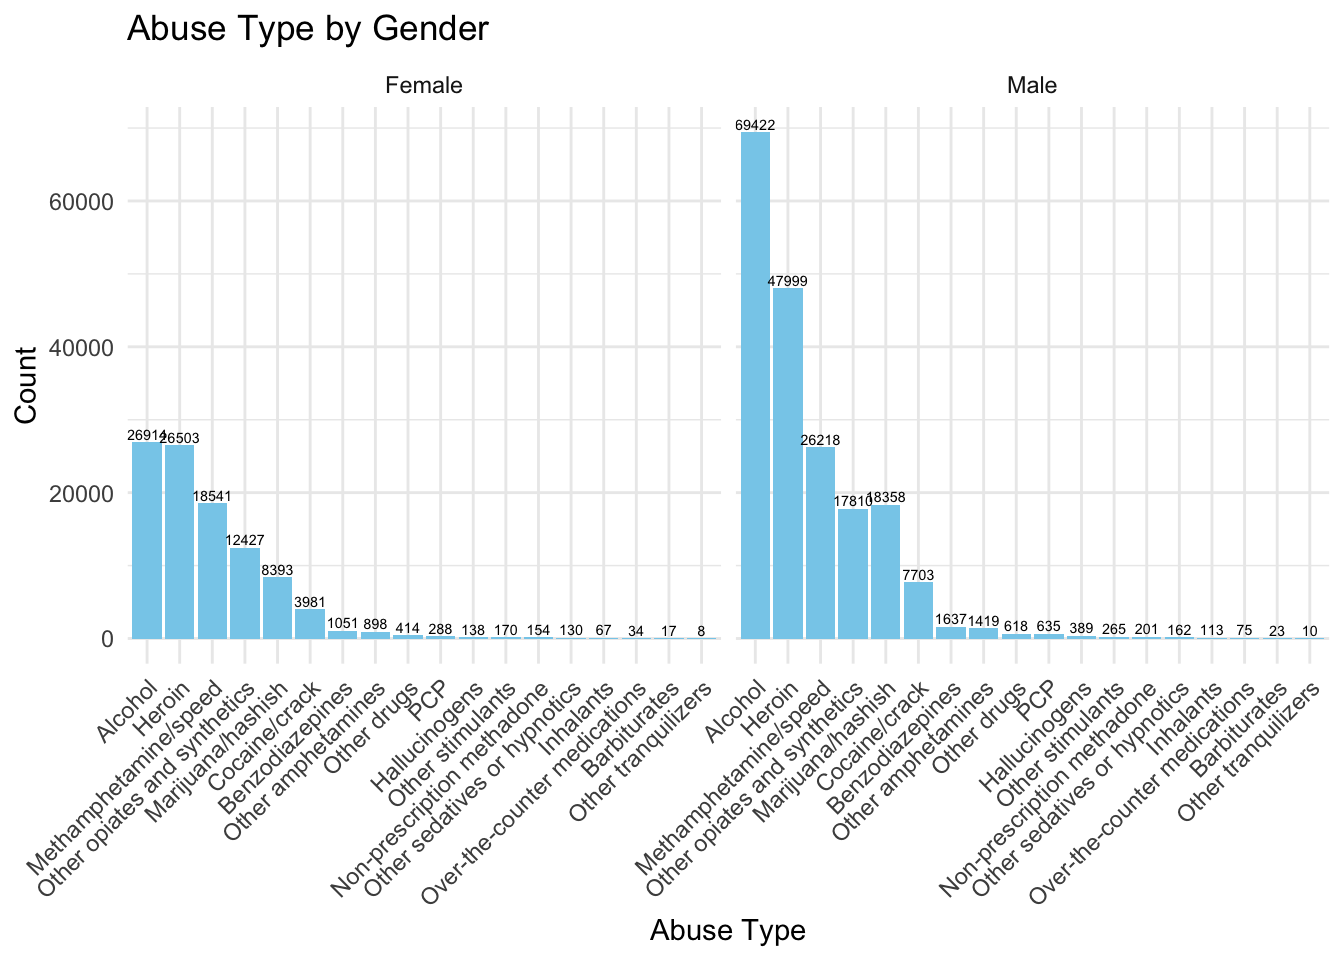 Abuse Type by Gender
Female
Male
Count
60000
40000
20000
0
26914
26503
18541
12427
8393
3981
1051
898
414
288
138
170
154
130
67
34
17
8
69422
47999
26218
17810
18358
7703
1637
1419
618
635
389
265
201
162
113
75
23
10
Alcohol
Heroin
Methamphetamine/speed
Other opiates and synthetics
Marijuana/hashish
Cocaine/crack
Benzodiazepines
Other amphetamines
Other drugs
PCP
Hallucinogens
Other stimulants
Non-prescription methadone
Other sedatives or hypnotics
Inhalants
Over-the-counter medications
Barbiturates
Other tranquilizers
Alcohol
Heroin
Methamphetamine/speed
Other opiates and synthetics
Marijuana/hashish
Cocaine/crack
Benzodiazepines
Other amphetamines
Other drugs
PCP
Hallucinogens
Other stimulants
Non-prescription methadone
Other sedatives or hypnotics
Inhalants
Over-the-counter medications
Barbiturates
Other tranquilizers
Abuse Type